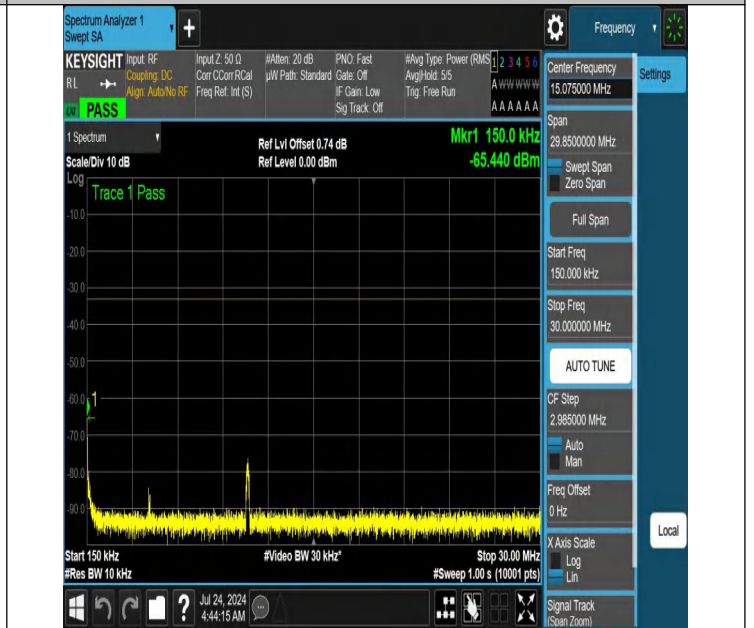 Spectrum Analyzer 1
Swept SA
+
Frequency
KEYSIGHT
RL
PASS
Input: RF
Coupling: DC
Align: Auto/No RF
Input Z: 50 Ω
Corr CCorr RCal
Freq Ref: Int (S)
#Atten: 20 dB
µW Path: Standard
PNO: Fast
Gate: Off
IF Gain: Low
Sig Track: Off
#Avg Type: Power (RMS
Avg|Hold: 5/5
Trig: Free Run
1 2 3 4 5 6
A W W W W W
A A A A A A
Center Frequency
15.075000 MHz
Settings
1 Spectrum
Scale/Div 10 dB
Ref Lvl Offset 0.74 dB
Ref Level 0.00 dBm
Mkr1 150.0 kHz
-65.440 dBm
Log
Trace 1 Pass
-10.0
-20.0
-30.0
-40.0
-50.0
-60.0
-70.0
-80.0
-90.0
1
Start 150 kHz
#Res BW 10 kHz
#Video BW 30 kHz*
Stop 30.00 MHz
#Sweep 1.00 s (10001 pts)
Span
29.8500000 MHz
Swept Span
Zero Span
Full Span
Start Freq
150.000 kHz
Stop Freq
30.000000 MHz
AUTO TUNE
CF Step
2.985000 MHz
Auto
Man
Freq Offset
0 Hz
X Axis Scale
Log
Lin
Signal Track
(Span Zoom)
Local
?
Jul 24, 2024
4:44:15 AM